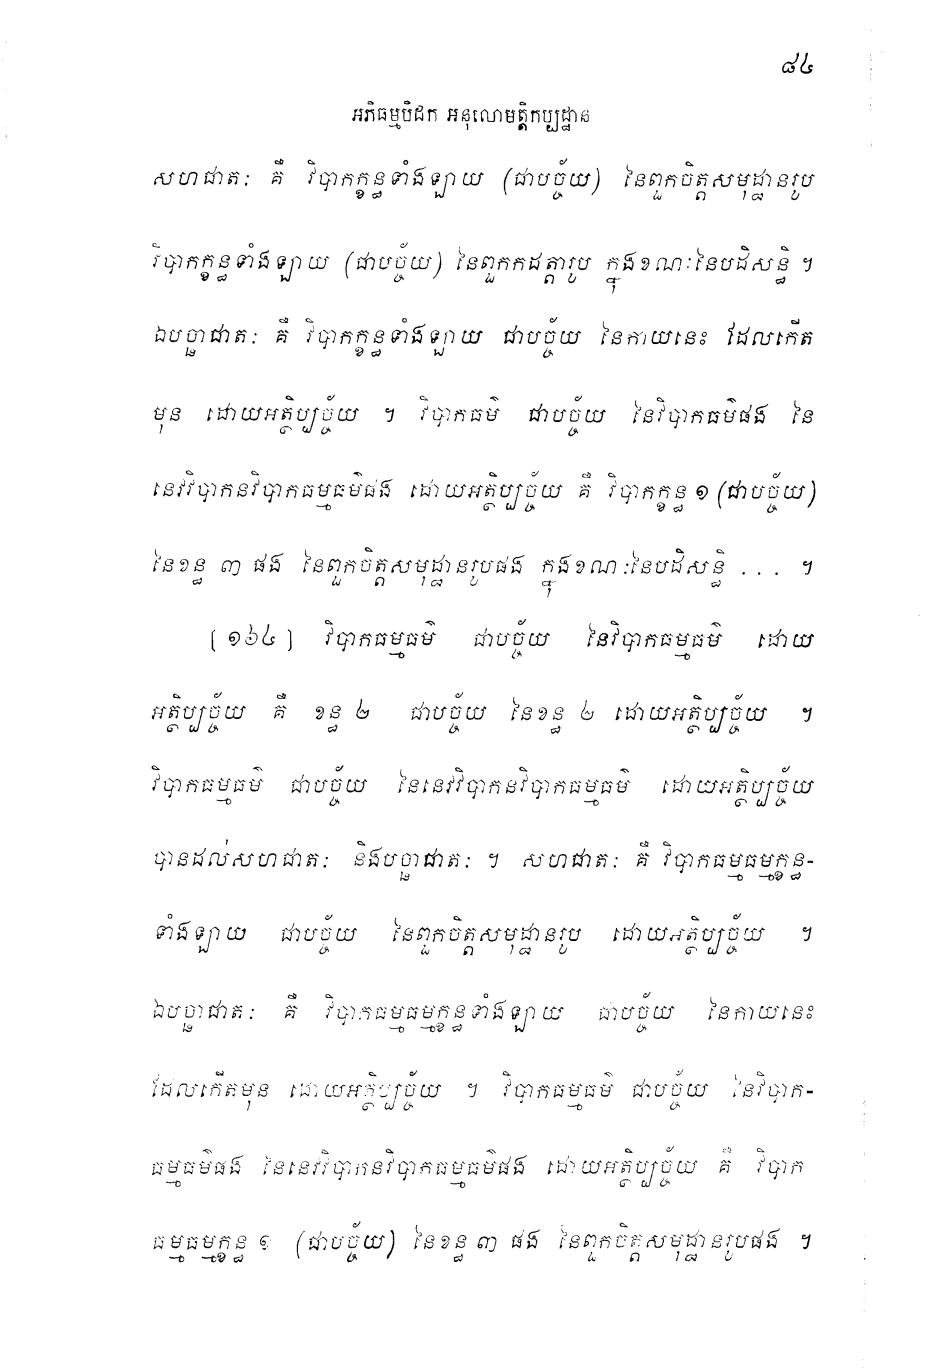 ៨៤
អភិធម្មបិដក អនុលោមត្តិកប្បដ្ឋាន
សហជាត: គឺ វិបាកក្ខន្ធទាំងឡាយ (ជាបច្ច័យ) នៃពួកចិត្តសមុដ្ឋានរូប
វិបាកក្ខន្ធទាំងឡាយ (ជាបច្ច័យ) នៃពួកកដត្តារូប ក្នុងខណៈនៃបដិសន្ធិ ។
ឯបច្ឆាជាត: គឺ វិបាកក្ខន្ធទាំងឡាយ ជាបច្ច័យ នៃកាយនេះ ដែលកើត
មុន ដោយអត្ថិប្បច្ច័យ ។ វិបាកធម៌ ជាបច្ច័យ នៃវិបាកធម៌ផង នៃ
នេវវិបាកនវិបាកធម្មធម៌ផង ដោយអត្ថិប្បច្ច័យ គឺ វិបាកក្ខន្ធ ១ (ជាបច្ច័យ)
នៃខន្ធ ៣ ផង នៃពួកចិត្តសមុដ្ឋានរូបផង ក្នុងខណៈនៃបដិសន្ធិ . . . ។
[ ១៦៤ ] វិបាកធម្មធម៌ ជាបច្ច័យ នៃវិបាកធម្មធម៌ ដោយ
អត្ថិប្បច្ច័យ គឺ ខន្ធ ២ ជាបច្ច័យ នៃខន្ធ ២ ដោយអត្ថិប្បច្ច័យ ។
វិបាកធម្មធម៌ ជាបច្ច័យ នៃនេវវិបាកនវិបាកធម្មធម៌ ដោយអត្ថិប្បច្ច័យ
បានដល់សហជាត: និងបច្ឆាជាត: ។ សហជាត: គឺ វិបាកធម្មធម្មក្ខន្ធ-
ទាំងឡាយ ជាបច្ច័យ នៃពួកចិត្តសមុដ្ឋានរូប ដោយអត្ថិប្បច្ច័យ ។
ឯបច្ឆាជាត: គឺ វិបាកធម្មធម្មក្ខន្ធទាំងឡាយ ជាបច្ច័យ នៃកាយនេះ
ដែលកើតមុន ដោយអត្ថិប្បច្ច័យ ។ វិបាកធម្មធម៌ ជាបច្ច័យ នៃវិបាក-
ធម្មធម៌ផង នៃនេវវិបាកនវិបាកធម្មធម៌ផង ដោយអត្ថិប្បច្ច័យ គឺ វិបាក
ធម្មធម្មក្ខន្ធ ១ (ជាបច្ច័យ) នៃខន្ធ ៣ ផង នៃពួកចិត្តសមុដ្ឋានរូបផង ។